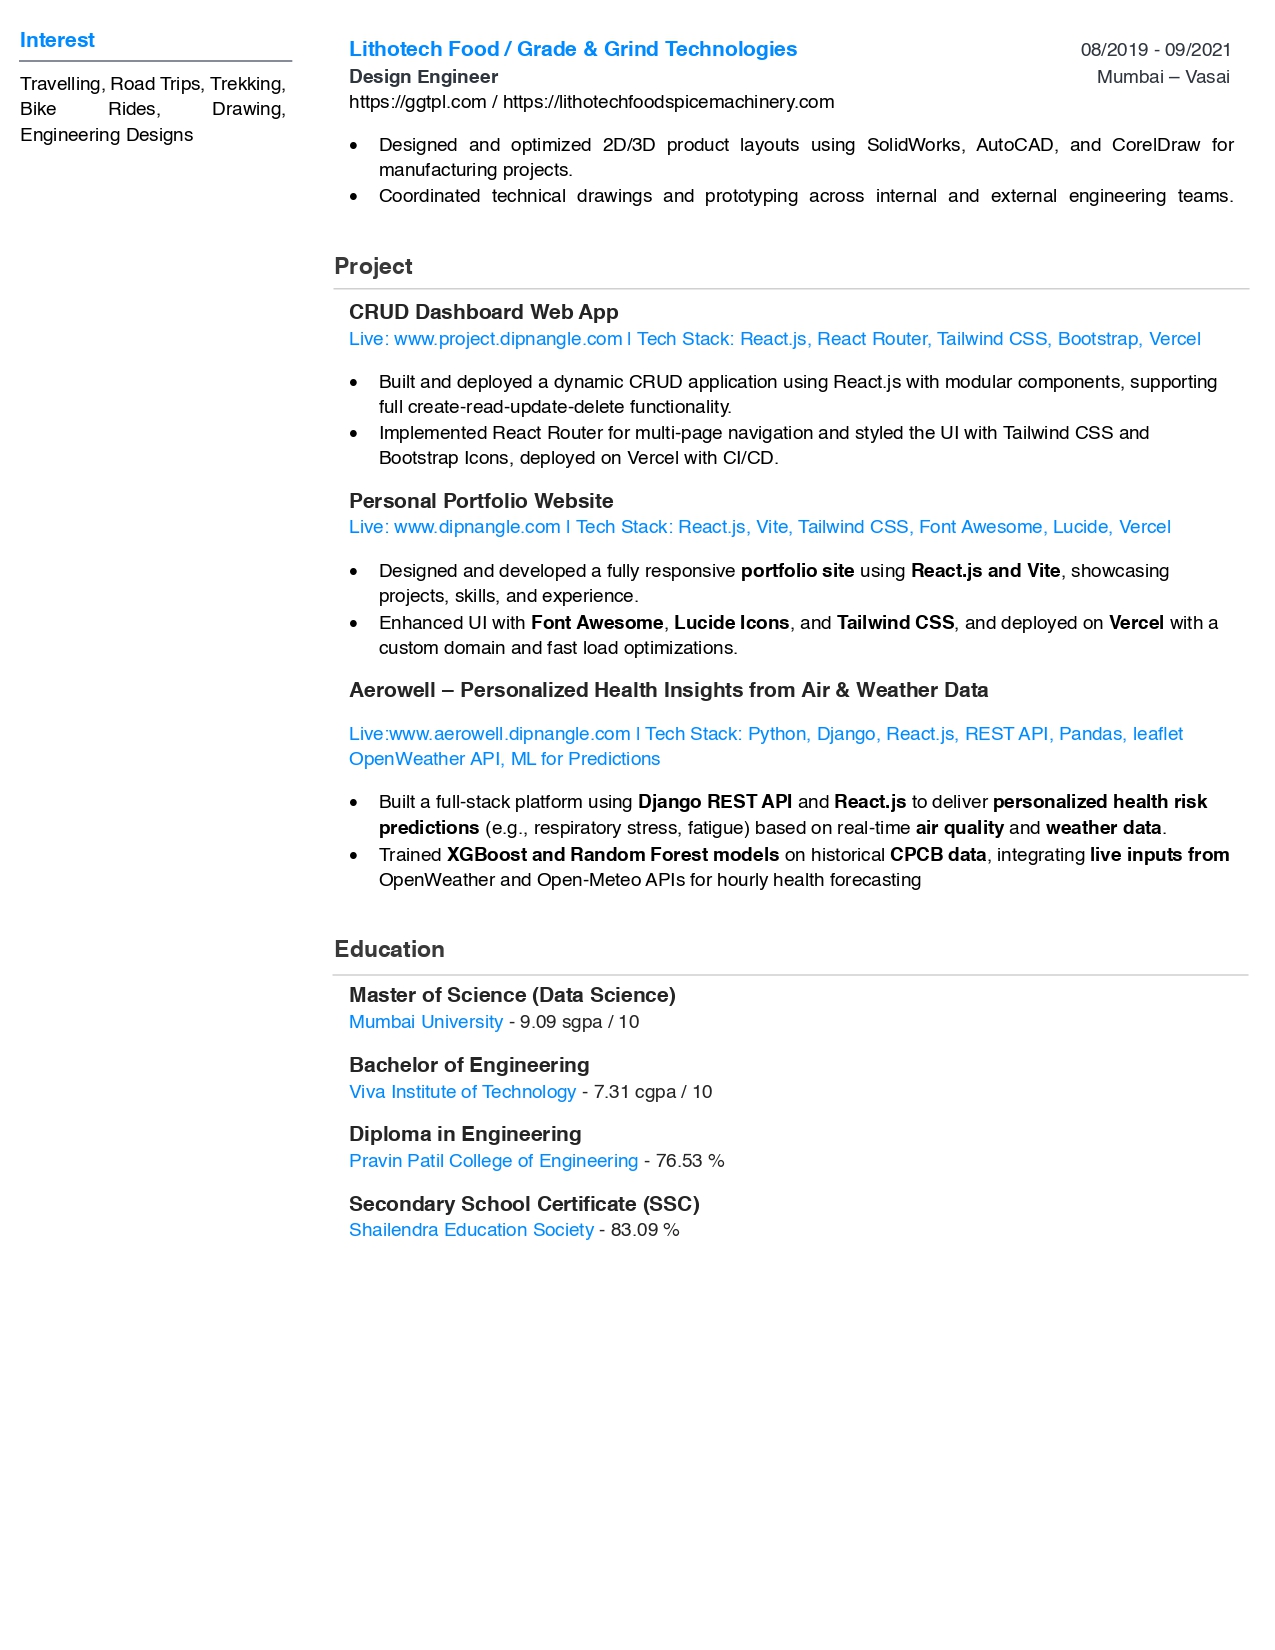 Interest
Travelling, Road Trips, Trekking,
Bike Rides, Drawing,
Engineering Designs
Lithotech Food / Grade & Grind Technologies 08/2019 - 09/2021
Design Engineer Mumbai – Vasai
https://ggtpl.com / https://lithotechfoodspicemachinery.com
• Designed and optimized 2D/3D product layouts using SolidWorks, AutoCAD, and CorelDraw for
manufacturing projects.
• Coordinated technical drawings and prototyping across internal and external engineering teams.
Project
CRUD Dashboard Web App
Live: www.project.dipnangle.com | Tech Stack: React.js, React Router, Tailwind CSS, Bootstrap, Vercel
• Built and deployed a dynamic CRUD application using React.js with modular components, supporting
full create-read-update-delete functionality.
• Implemented React Router for multi-page navigation and styled the UI with Tailwind CSS and
Bootstrap Icons, deployed on Vercel with CI/CD.
Personal Portfolio Website
Live: www.dipnangle.com | Tech Stack: React.js, Vite, Tailwind CSS, Font Awesome, Lucide, Vercel
• Designed and developed a fully responsive portfolio site using React.js and Vite, showcasing
projects, skills, and experience.
• Enhanced UI with Font Awesome, Lucide Icons, and Tailwind CSS, and deployed on Vercel with a
custom domain and fast load optimizations.
Aerowell – Personalized Health Insights from Air & Weather Data
Live:www.aerowell.dipnangle.com | Tech Stack: Python, Django, React.js, REST API, Pandas, leaflet
OpenWeather API, ML for Predictions
• Built a full-stack platform using Django REST API and React.js to deliver personalized health risk
predictions (e.g., respiratory stress, fatigue) based on real-time air quality and weather data.
• Trained XGBoost and Random Forest models on historical CPCB data, integrating live inputs from
OpenWeather and Open-Meteo APIs for hourly health forecasting
Education
Master of Science (Data Science)
Mumbai University - 9.09 sgpa / 10
Bachelor of Engineering
Viva Institute of Technology - 7.31 cgpa / 10
Diploma in Engineering
Pravin Patil College of Engineering - 76.53 %
Secondary School Certificate (SSC)
Shailendra Education Society - 83.09 %